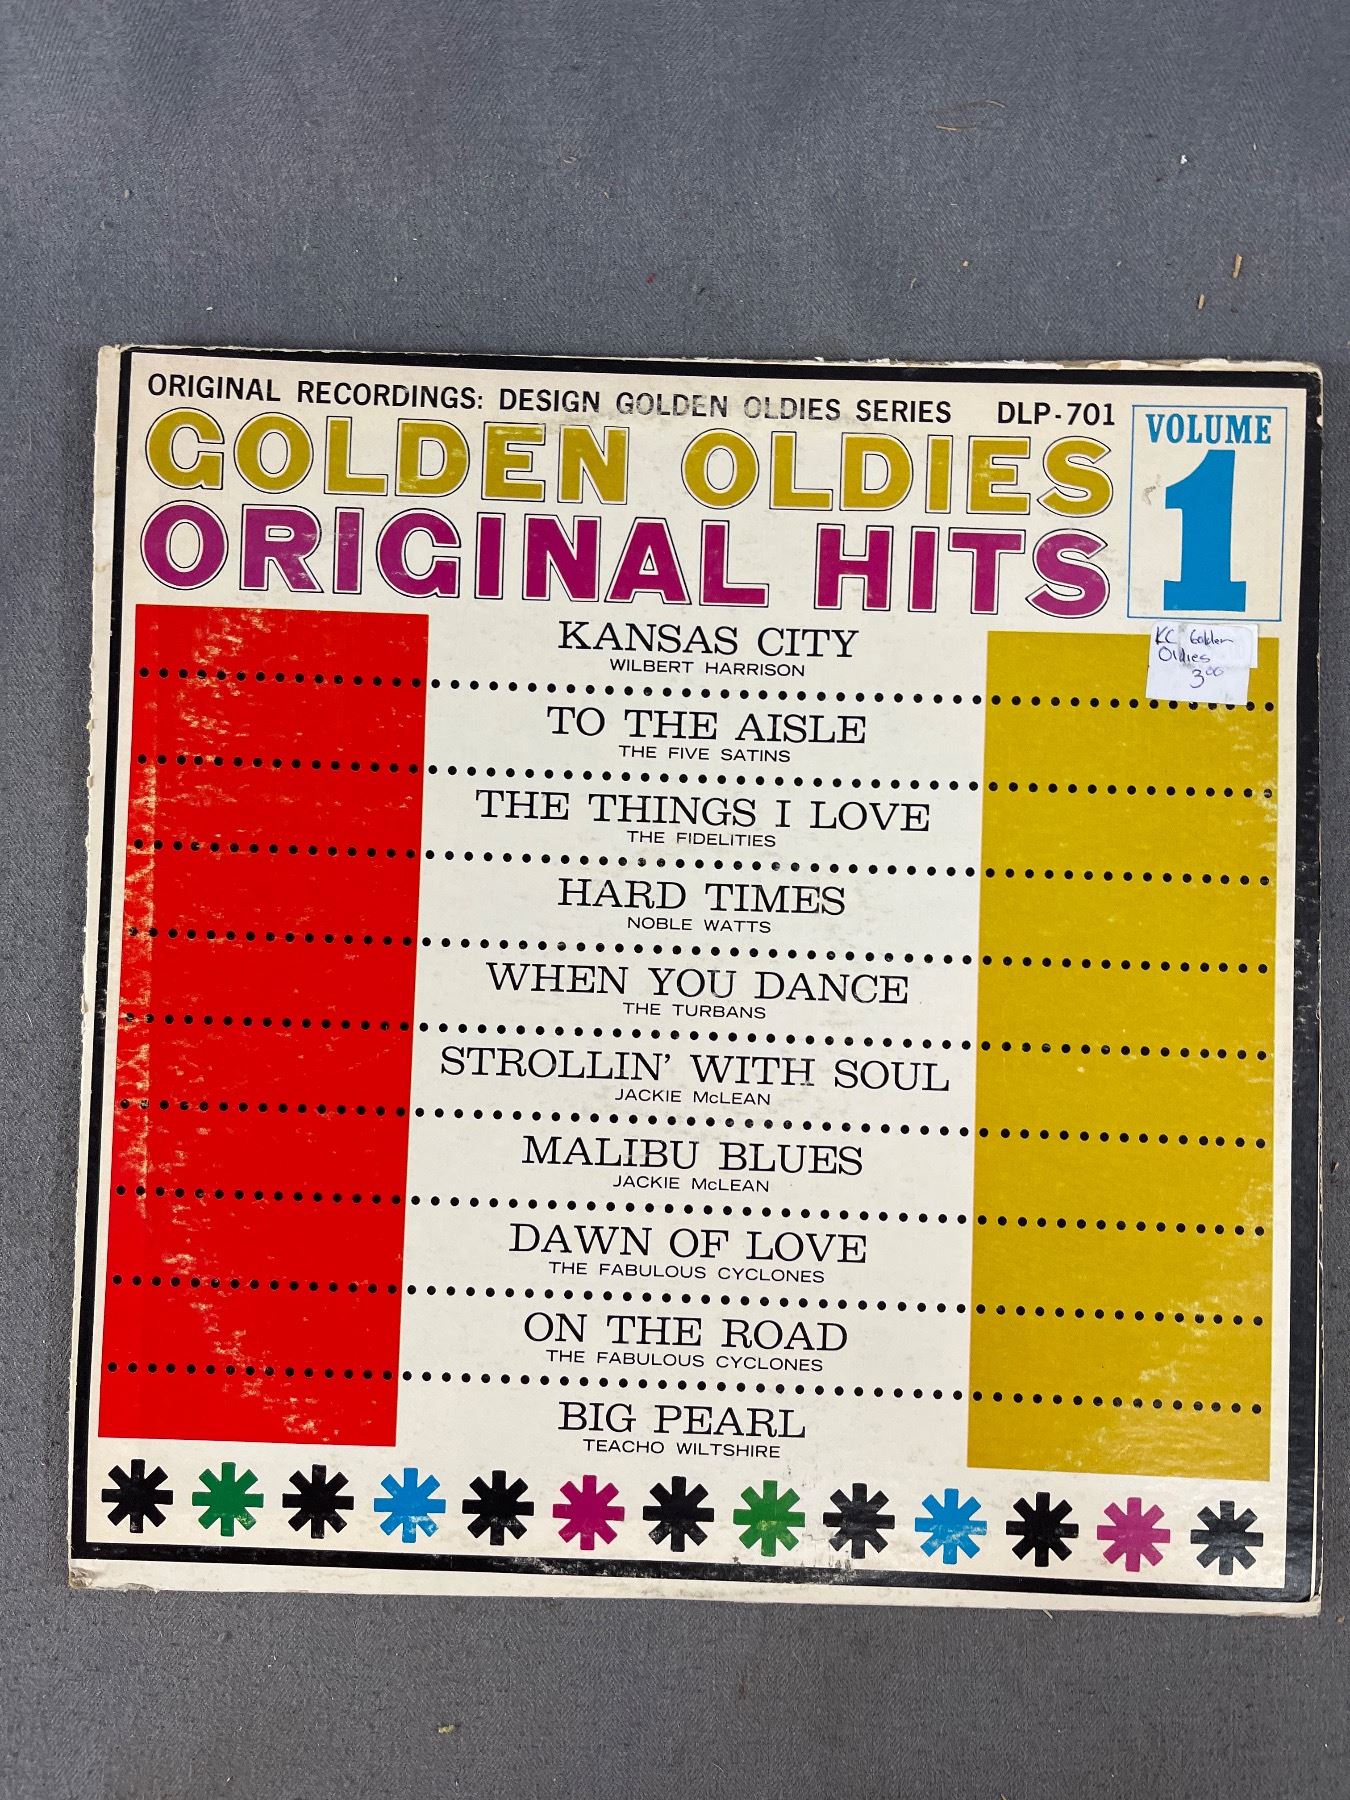 ORIGINAL RECORDINGS: DESIGN GOLDEN OLDIES SERIES DLP-701
GOLDEN OLDIES
ORIGINAL HITS
VOLUME
1
KC Golden
Oldies
3.00
KANSAS CITY
WILBERT HARRISON
TO THE AISLE
THE FIVE SATINS
THE THINGS I LOVE
THE FIDELITIES
HARD TIMES
NOBLE WATTS
WHEN YOU DANCE
THE TURBANS
STROLLIN' WITH SOUL
JACKIE McLEAN
MALIBU BLUES
JACKIE McLEAN
DAWN OF LOVE
THE FABULOUS CYCLONES
ON THE ROAD
THE FABULOUS CYCLONES
BIG PEARL
TEACHO WILTSHIRE